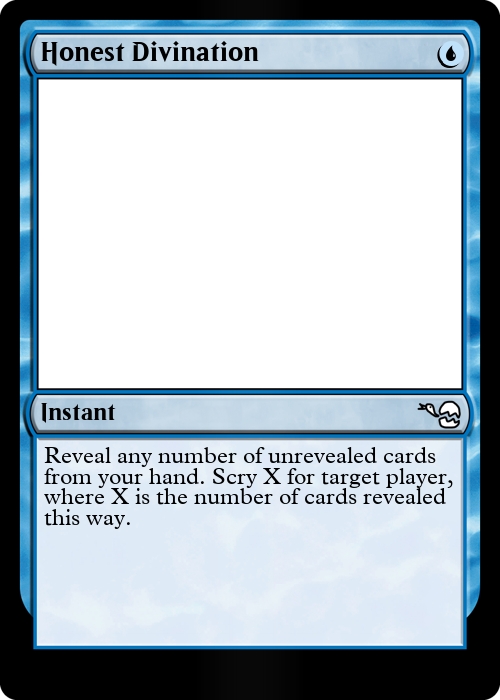 Honest Divination
Instant
Reveal any number of unrevealed cards
from your hand. Scry X for target player,
where X is the number of cards revealed
this way.